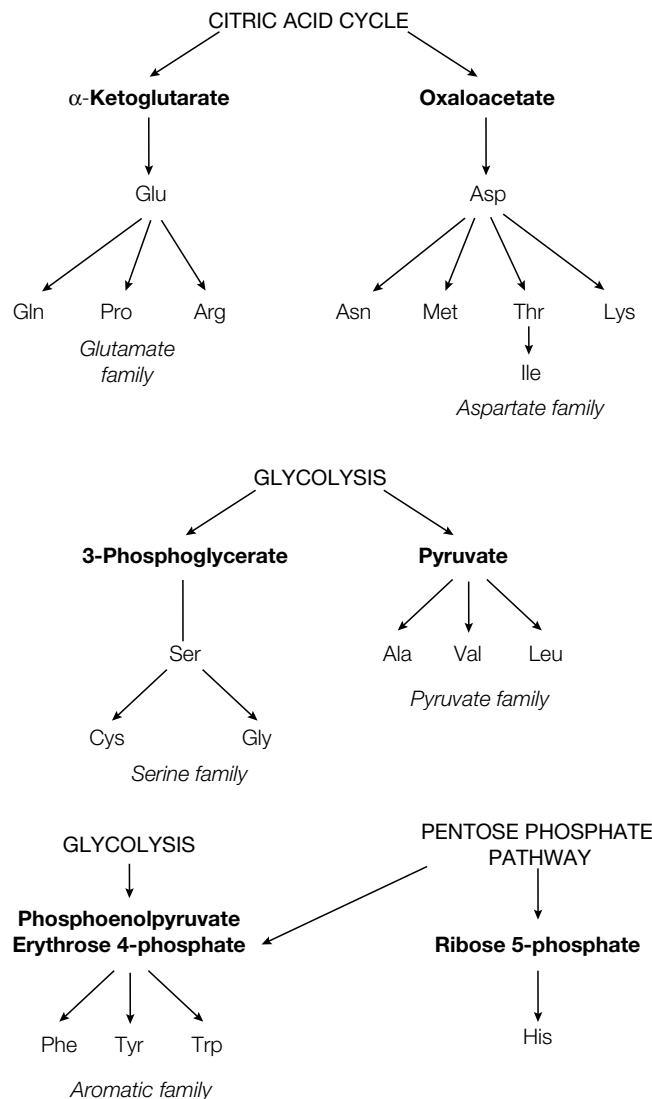 CITRIC ACID CYCLE
α-Ketoglutarate
Oxaloacetate
Glu
Asp
Gln
Pro
Arg
Asn
Met
Thr
Lys
Glutamate
family
Ile
Aspartate family
GLYCOLYSIS
3-Phosphoglycerate
Pyruvate
Ser
Ala
Val
Leu
Pyruvate family
Cys
Gly
Serine family
GLYCOLYSIS
PENTOSE PHOSPHATE
PATHWAY
Phosphoenolpyruvate
Erythrose 4-phosphate
Ribose 5-phosphate
Phe
Tyr
Trp
His
Aromatic family